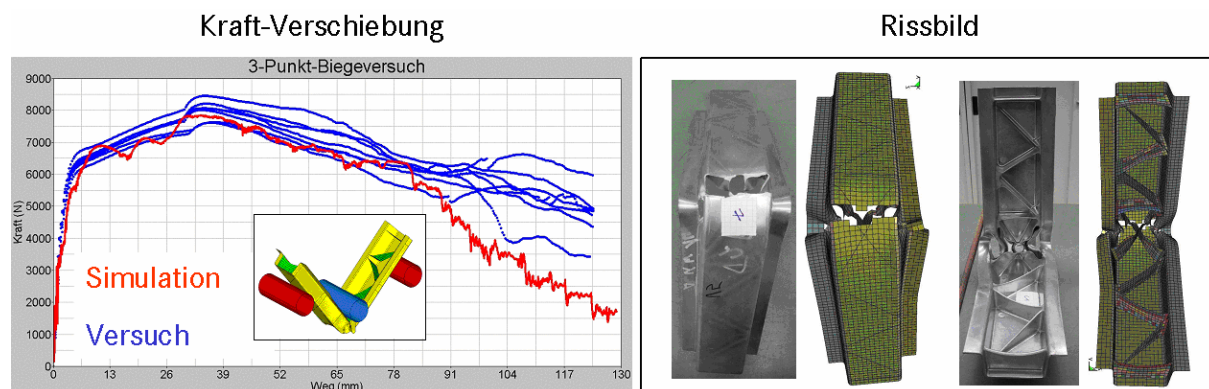 Kraft-Verschiebung
Rissbild
3-Punkt-Biegeversuch
9000
8000
7000
6000
5000
4000
3000
2000
1000
0
Kraft (N)
Simulation
Versuch
0 13 26 39 52 65 78 91 104 117 130
Weg (mm)